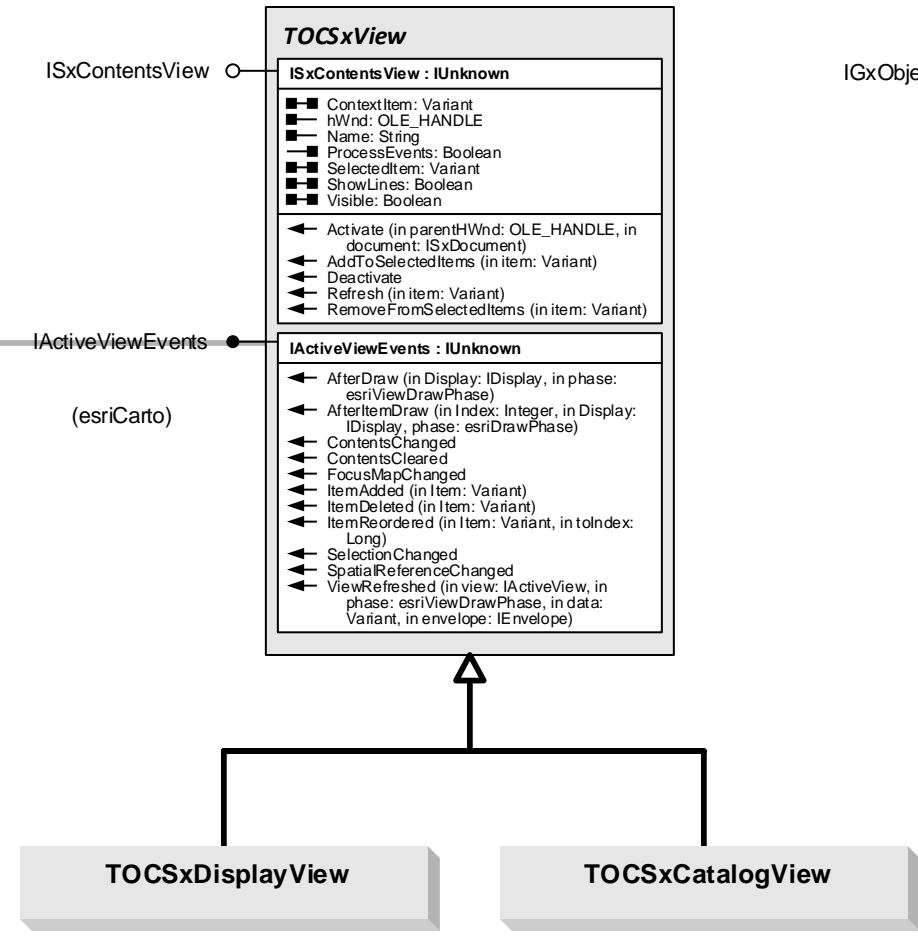 TOCSxView
ISxContentsView
ISxContentsView : IUnknown
IGxObje
ContextItem: Variant
hWnd: OLE_HANDLE
Name: String
ProcessEvents: Boolean
SelectedItem: Variant
ShowLines: Boolean
Visible: Boolean
Activate (in parentHWnd: OLE_HANDLE, in
document: ISxDocument)
AddToSelectedItems (in item: Variant)
Deactivate
Refresh (in item: Variant)
RemoveFromSelectedItems (in item: Variant)
IActiveViewEvents
IActiveViewEvents : IUnknown
(esriCarto)
AfterDraw (in Display: IDisplay, in phase:
esriViewDrawPhase)
AfterItemDraw (in Index: Integer, in Display:
IDisplay, phase: esriDrawPhase)
ContentsChanged
ContentsCleared
FocusMapChanged
ItemAdded (in Item: Variant)
ItemDeleted (in Item: Variant)
ItemReordered (in Item: Variant, in toIndex:
Long)
SelectionChanged
SpatialReferenceChanged
ViewRefreshed (in view: IActiveView, in
phase: esriViewDrawPhase, in data:
Variant, in envelope: IEnvelope)
TOCSxDisplayView
TOCSxCatalogView